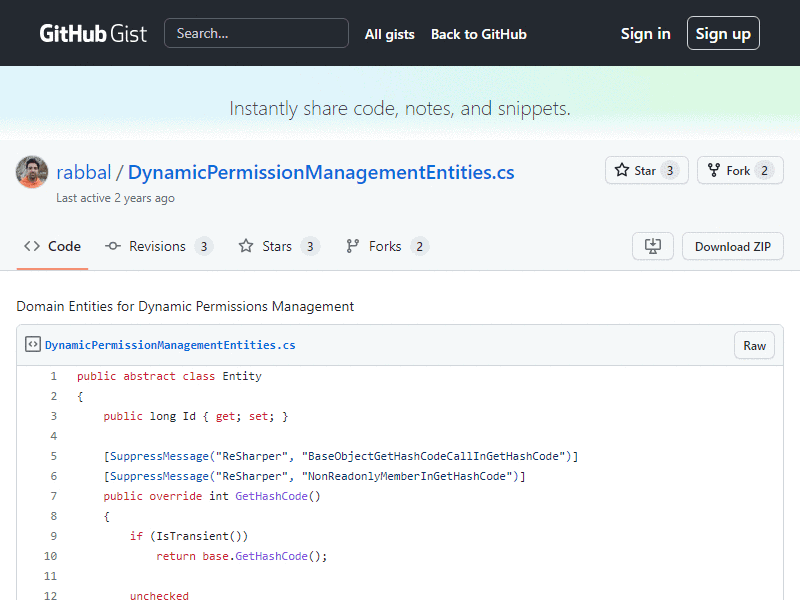 GitHub Gist Search... All gists Back to GitHub Sign in Sign up
Instantly share code, notes, and snippets.
rabbal / DynamicPermissionManagementEntities.cs Star 3 Fork 2
Last active 2 years ago
Code Revisions 3 Stars 3 Forks 2 Download ZIP
Domain Entities for Dynamic Permissions Management
DynamicPermissionManagementEntities.cs Raw
1 public abstract class Entity
2 {
3 public long Id { get; set; }
4
5 [SuppressMessage("ReSharper", "BaseObjectGetHashCodeCallInGetHashCode")]
6 [SuppressMessage("ReSharper", "NonReadonlyMemberInGetHashCode")]
7 public override int GetHashCode()
8 {
9 if (IsTransient())
10 return base.GetHashCode();
11
12 unchecked